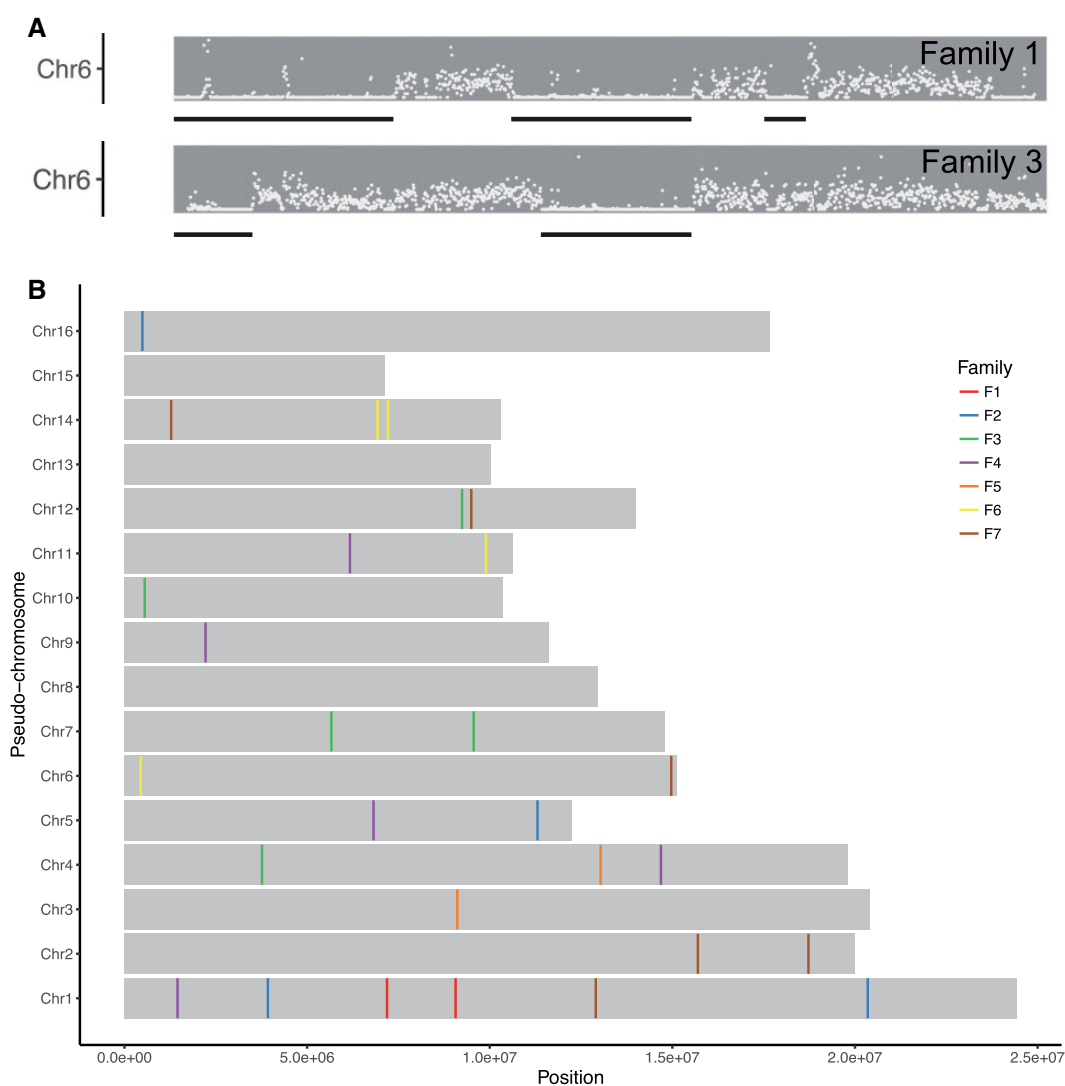 A
Chr6
Family 1
Chr6
Family 3
B
Chr16
Chr15
Chr14
Chr13
Chr12
Chr11
Chr10
Chr9
Chr8
Chr7
Chr6
Chr5
Chr4
Chr3
Chr2
Chr1
Pseudo−chromosome
Family
F1
F2
F3
F4
F5
F6
F7
0.0e+00 5.0e+06 1.0e+07 1.5e+07 2.0e+07 2.5e+07
Position